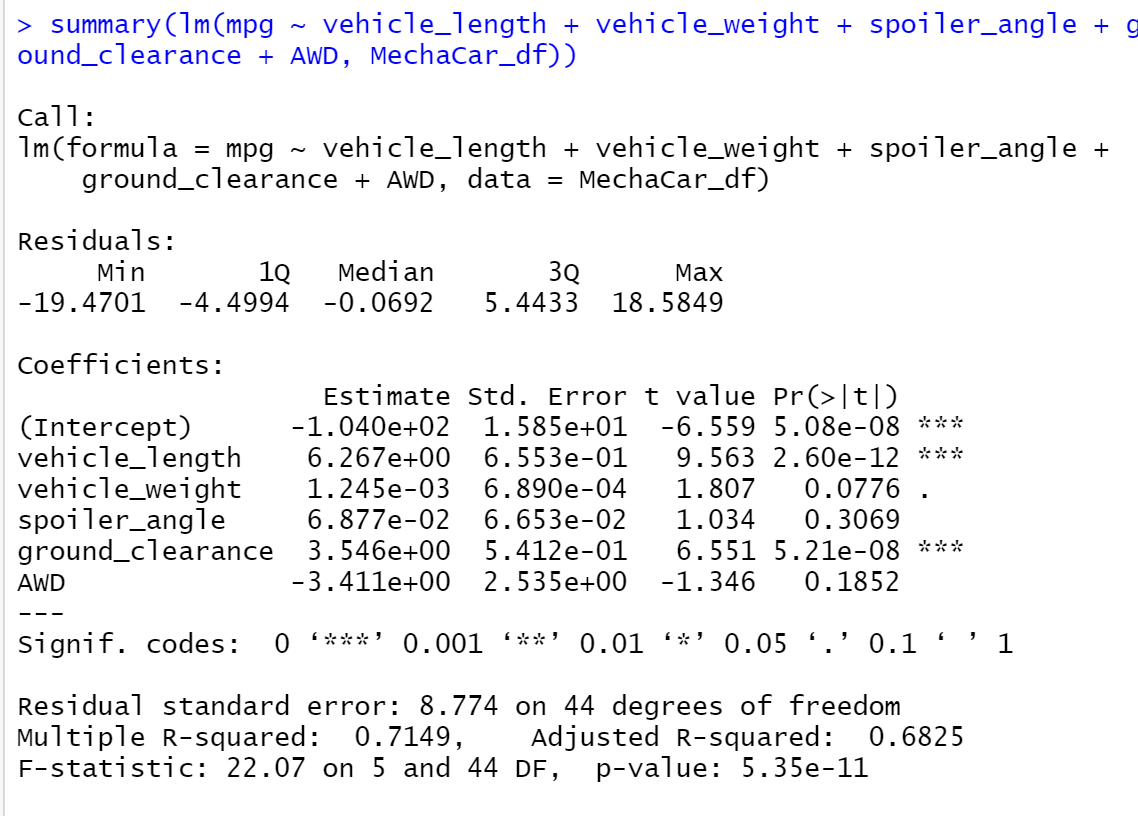 > summary(lm(mpg ~ vehicle_length + vehicle_weight + spoiler_angle + g
ound_clearance + AWD, MechaCar_df))
Call:
lm(formula = mpg ~ vehicle_length + vehicle_weight + spoiler_angle +
    ground_clearance + AWD, data = MechaCar_df)
Residuals:
     Min       1Q   Median       3Q      Max
-19.4701  -4.4994  -0.0692   5.4433  18.5849
Coefficients:
                   Estimate Std. Error t value Pr(>|t|)
(Intercept)      -1.040e+02  1.585e+01  -6.559 5.08e-08 ***
vehicle_length    6.267e+00  6.553e-01   9.563 2.60e-12 ***
vehicle_weight    1.245e-03  6.890e-04   1.807   0.0776 .
spoiler_angle     6.877e-02  6.653e-02   1.034   0.3069
ground_clearance  3.546e+00  5.412e-01   6.551 5.21e-08 ***
AWD              -3.411e+00  2.535e+00  -1.346   0.1852
---
Signif. codes:  0 ‘***’ 0.001 ‘**’ 0.01 ‘*’ 0.05 ‘.’ 0.1 ‘ ’ 1
Residual standard error: 8.774 on 44 degrees of freedom
Multiple R-squared:  0.7149,    Adjusted R-squared:  0.6825
F-statistic: 22.07 on 5 and 44 DF,  p-value: 5.35e-11